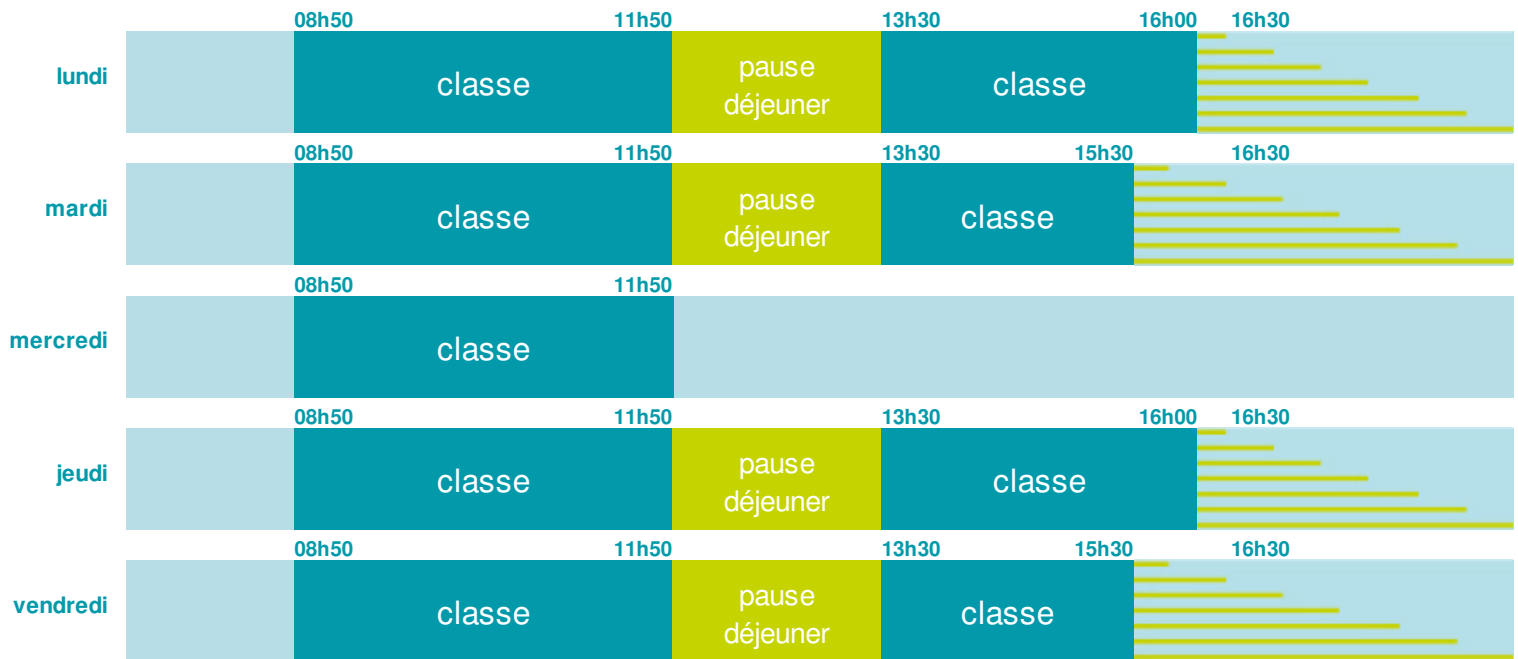 08h50 11h50 13h30 16h00 16h30
lundi classe pause déjeuner classe
08h50 11h50 13h30 15h30 16h30
mardi classe pause déjeuner classe
08h50 11h50
mercredi classe
08h50 11h50 13h30 16h00 16h30
jeudi classe pause déjeuner classe
08h50 11h50 13h30 15h30 16h30
vendredi classe pause déjeuner classe